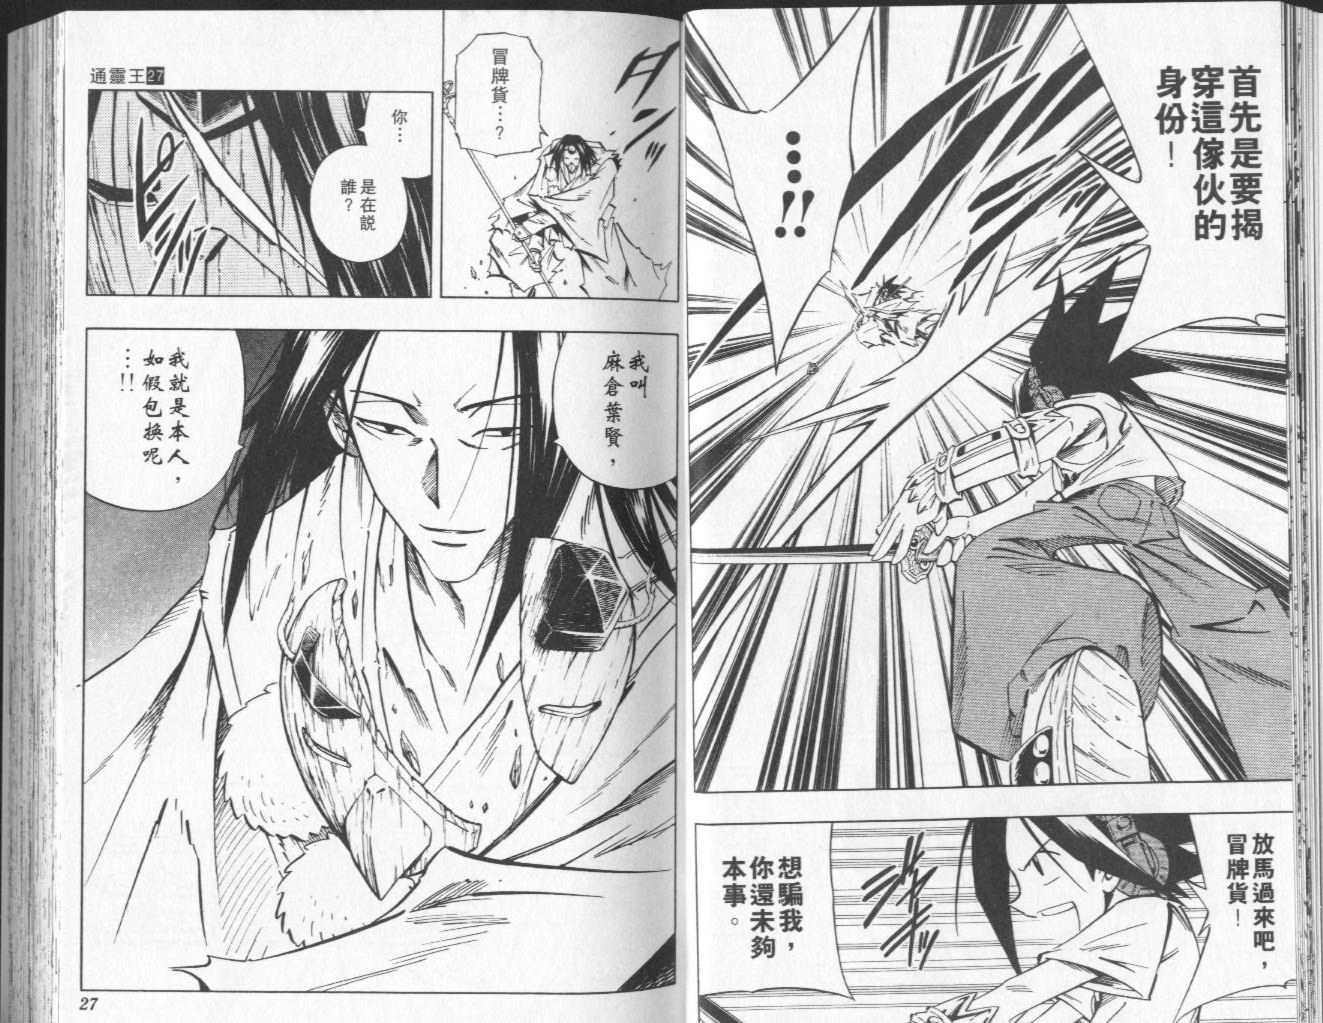 首先是要揭
穿這傢伙的
身份！
…!!
放馬過來吧，
冒牌貨！
想騙我，
你還未夠
本事。
通靈王27
冒牌貨…？
你…
是在説
誰？
我叫
麻倉葉賢，
我就是本人，
如假包換呢
…!!
27